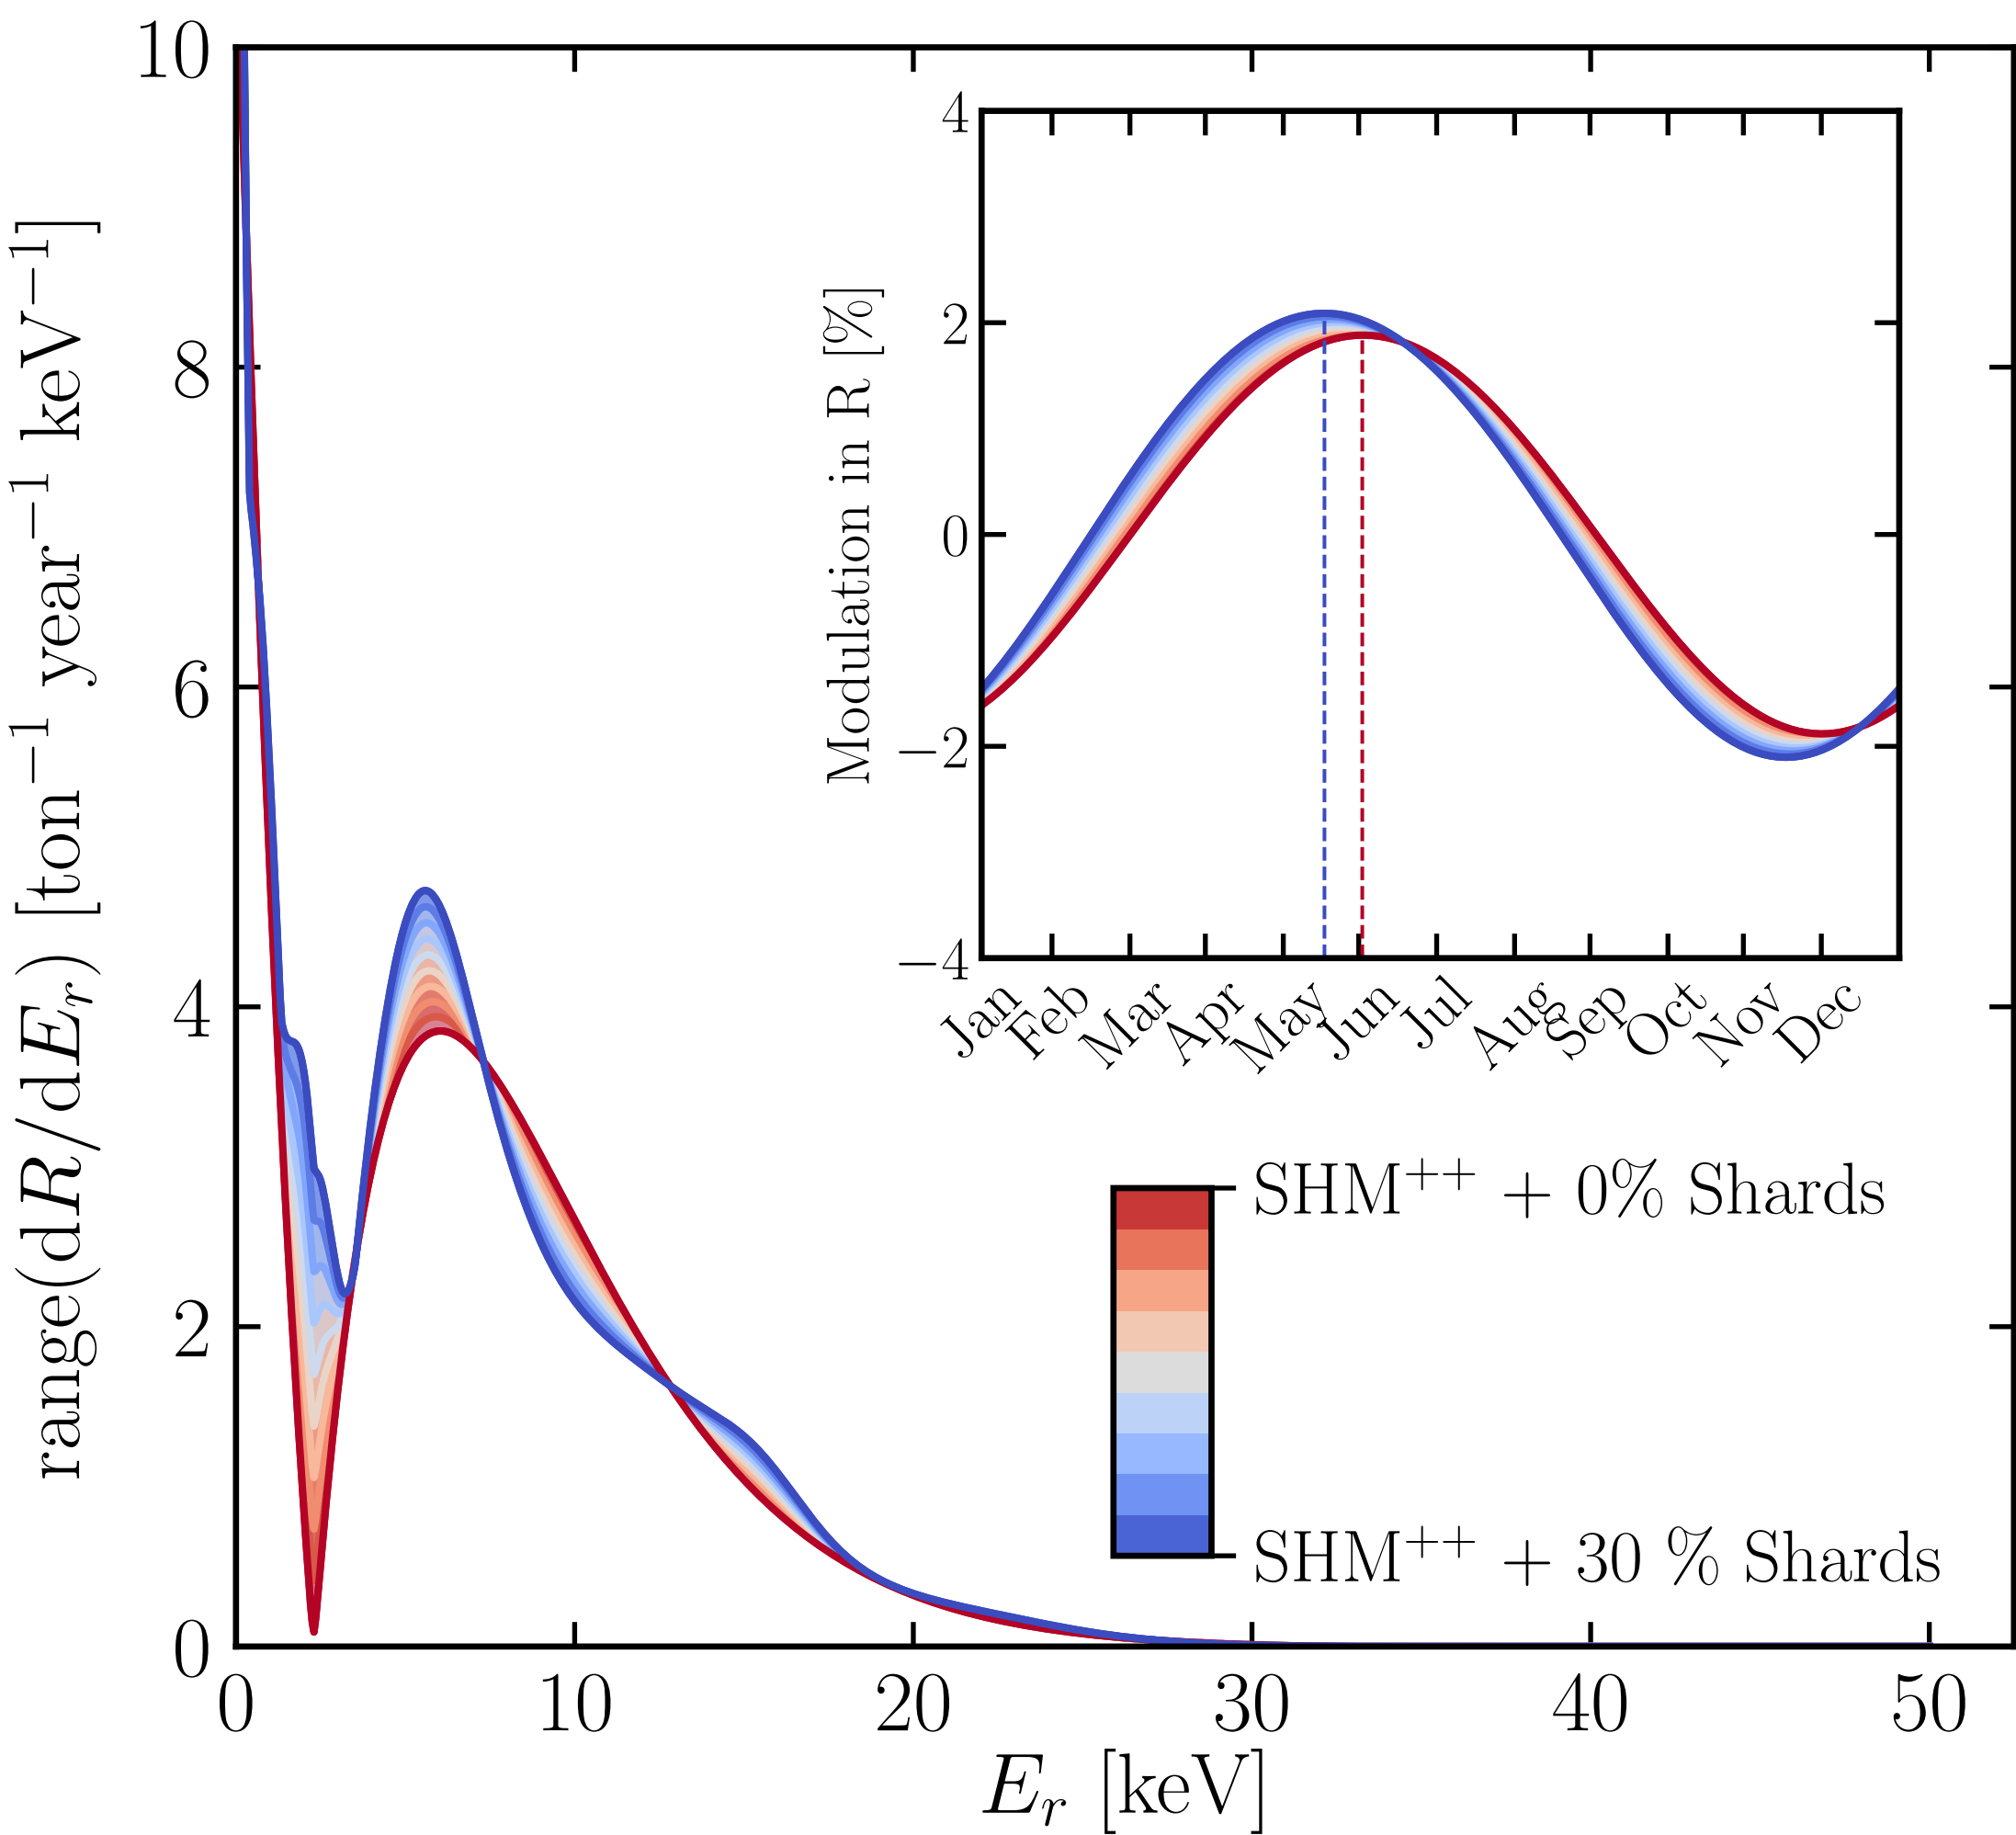 range(dR/dE_r) [ton⁻¹ year⁻¹ keV⁻¹]
10
8
6
4
2
0
0 10 20 30 40 50
E_r [keV]
Modulation in R [%]
4
2
0
−2
−4
Jan Feb Mar Apr May Jun Jul Aug Sep Oct Nov Dec
SHM⁺⁺ + 0% Shards
SHM⁺⁺ + 30 % Shards